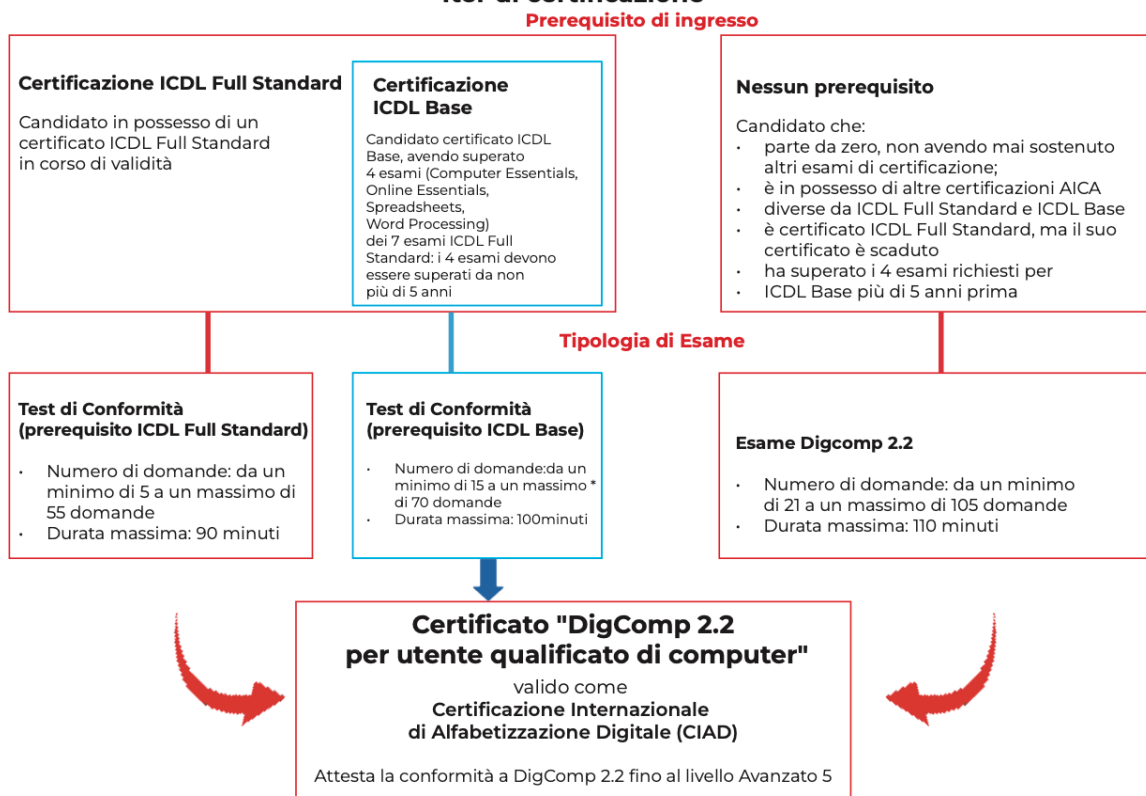 Iter di certificazione
Prerequisito di ingresso
Certificazione ICDL Full Standard
Candidato in possesso di un
certificato ICDL Full Standard
in corso di validità
Certificazione
ICDL Base
Candidato certificato ICDL
Base, avendo superato
4 esami (Computer Essentials,
Online Essentials,
Spreadsheets,
Word Processing)
dei 7 esami ICDL Full
Standard: i 4 esami devono
essere superati da non
più di 5 anni
Nessun prerequisito
Candidato che:
• parte da zero, non avendo mai sostenuto
altri esami di certificazione;
• è in possesso di altre certificazioni AICA
• diverse da ICDL Full Standard e ICDL Base
• è certificato ICDL Full Standard, ma il suo
certificato è scaduto
• ha superato i 4 esami richiesti per
• ICDL Base più di 5 anni prima
Tipologia di Esame
Test di Conformità
(prerequisito ICDL Full Standard)
• Numero di domande: da un
minimo di 5 a un massimo di
55 domande
• Durata massima: 90 minuti
Test di Conformità
(prerequisito ICDL Base)
• Numero di domande:da un
minimo di 15 a un massimo *
di 70 domande
• Durata massima: 100minuti
Esame Digcomp 2.2
• Numero di domande: da un minimo
di 21 a un massimo di 105 domande
• Durata massima: 110 minuti
Certificato "DigComp 2.2
per utente qualificato di computer"
valido come
Certificazione Internazionale
di Alfabetizzazione Digitale (CIAD)
Attesta la conformità a DigComp 2.2 fino al livello Avanzato 5